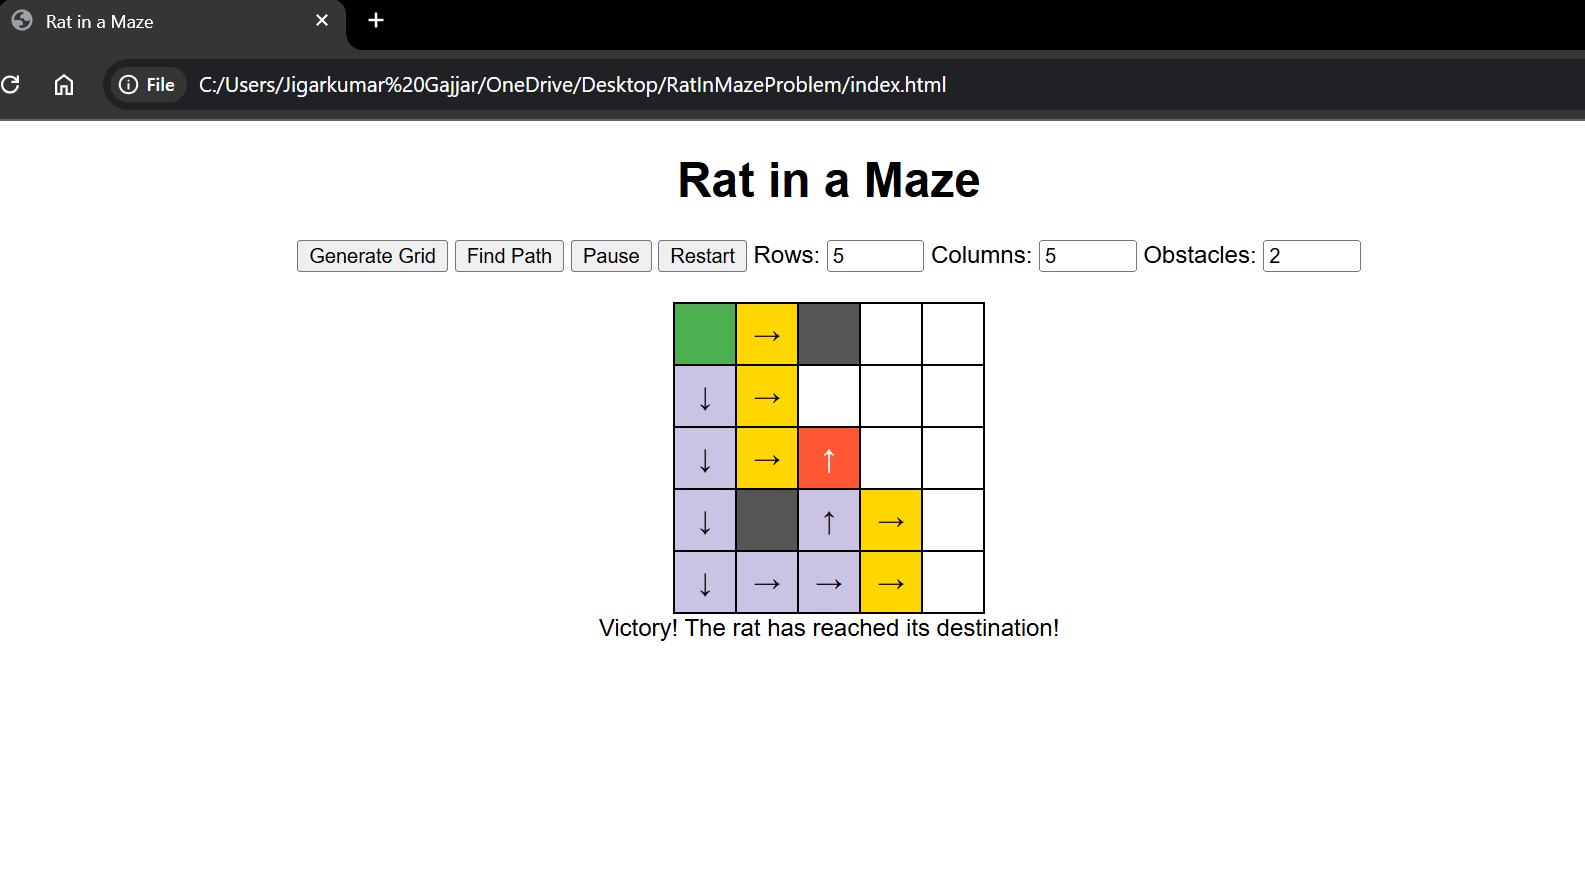 Rat in a Maze
File C:/Users/Jigarkumar%20Gajjar/OneDrive/Desktop/RatInMazeProblem/index.html
Rat in a Maze
Generate Grid Find Path Pause Restart Rows: 5 Columns: 5 Obstacles: 2
→
↓ →
↓ → ↑
↓ ↑ →
↓ → → →
Victory! The rat has reached its destination!